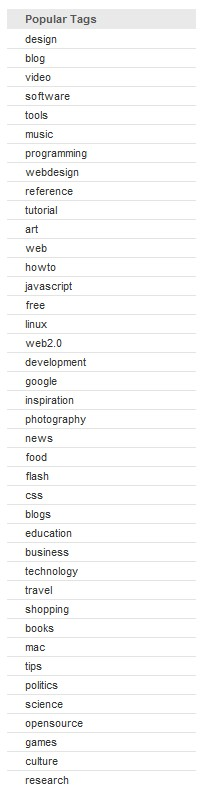 Popular Tags
design
blog
video
software
tools
music
programming
webdesign
reference
tutorial
art
web
howto
javascript
free
linux
web2.0
development
google
inspiration
photography
news
food
flash
css
blogs
education
business
technology
travel
shopping
books
mac
tips
politics
science
opensource
games
culture
research